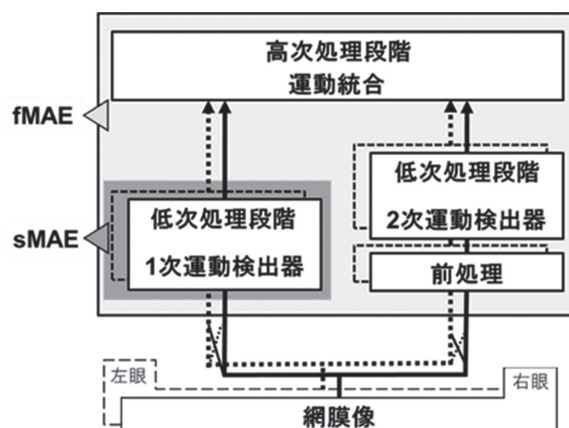 高次処理段階
運動統合
fMAE
低次処理段階
2次運動検出器
低次処理段階
1次運動検出器
sMAE
前処理
左眼
右眼
網膜像